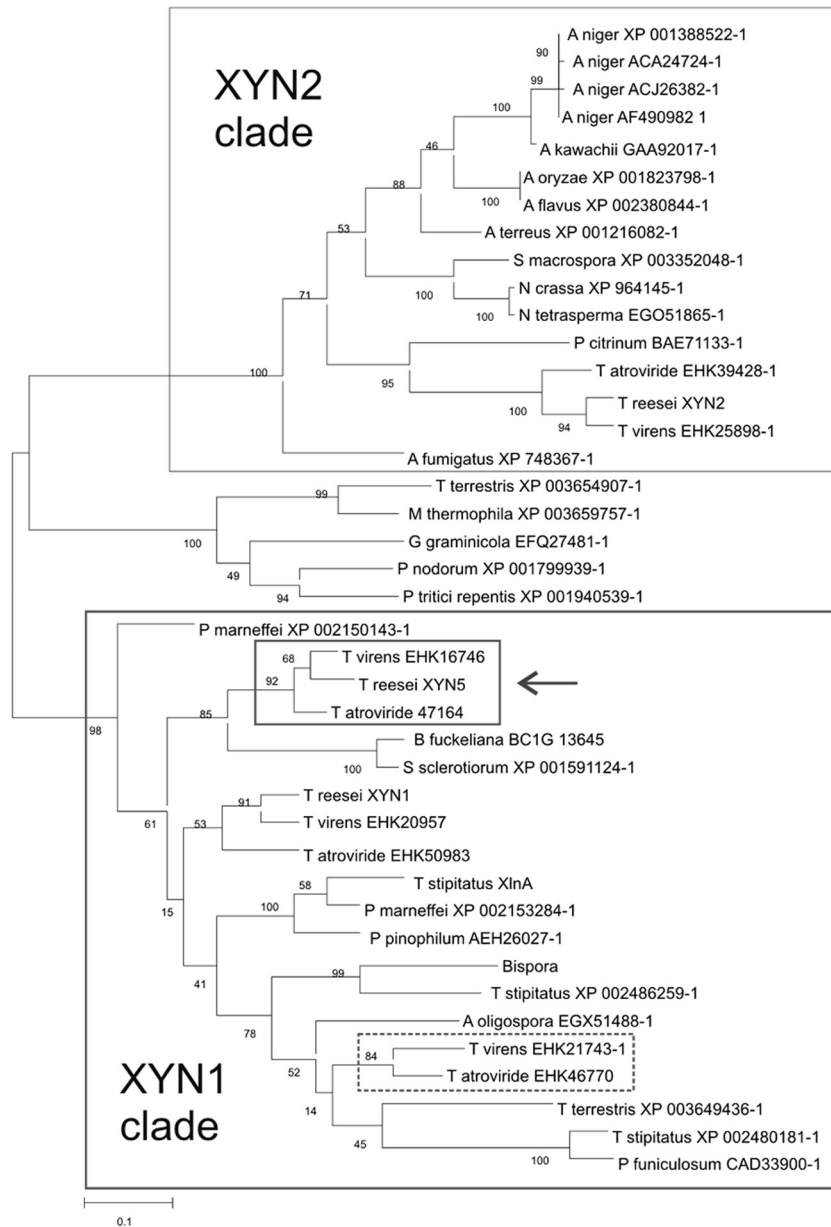 XYN2
clade
A niger XP 001388522-1
90
A niger ACA24724-1
99
A niger ACJ26382-1
100
A niger AF490982 1
46
A kawachii GAA92017-1
88
A oryzae XP 001823798-1
100
A flavus XP 002380844-1
53
A terreus XP 001216082-1
S macrospora XP 003352048-1
71
100
N crassa XP 964145-1
100
N tetrasperma EGO51865-1
P citrinum BAE71133-1
100
95
T atroviride EHK39428-1
100
T reesei XYN2
94
T virens EHK25898-1
A fumigatus XP 748367-1
T terrestris XP 003654907-1
99
M thermophila XP 003659757-1
100
G graminicola EFQ27481-1
49
P nodorum XP 001799939-1
94
P tritici repentis XP 001940539-1
P marneffei XP 002150143-1
68
T virens EHK16746
92
T reesei XYN5
85
T atroviride 47164
98
B fuckeliana BC1G 13645
100
S sclerotiorum XP 001591124-1
91
T reesei XYN1
61
53
T virens EHK20957
T atroviride EHK50983
58
T stipitatus XlnA
15
100
P marneffei XP 002153284-1
P pinophilum AEH26027-1
41
99
Bispora
T stipitatus XP 002486259-1
78
A oligospora EGX51488-1
52
84
T virens EHK21743-1
T atroviride EHK46770
14
T terrestris XP 003649436-1
45
T stipitatus XP 002480181-1
100
P funiculosum CAD33900-1
XYN1
clade
0.1